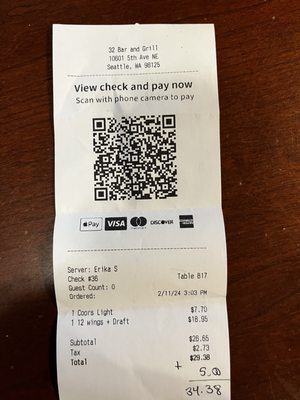 32 Bar and Grill
10601 5th Ave NE
Seattle, WA 98125
View check and pay now
Scan with phone camera to pay
Pay VISA mastercard DISCOVER AMERICAN EXPRESS
Server: Erika S
Check #36 Table B17
Guest Count: 0
Ordered: 2/11/24 3:03 PM
1 Coors Light $7.70
1 12 wings + Draft $18.95
Subtotal $26.65
Tax $2.73
Total $29.38
+ 5.00
34.38